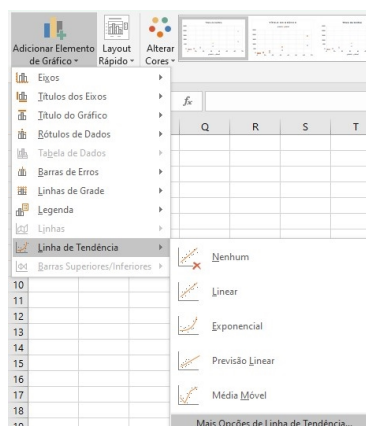 Adicionar Elemento
de Gráfico
Layout
Rápido
Alterar
Cores
Eixos
Títulos dos Eixos
Título do Gráfico
Rótulos de Dados
Tabela de Dados
Barras de Erros
Linhas de Grade
Legenda
Linhas
Linha de Tendência
Barras Superiores/Inferiores
fx
Q R S T
Nenhum
Linear
Exponencial
Previsão Linear
Média Móvel
Mais Opções de Linha de Tendência...
10
11
12
13
14
15
16
17
18
19